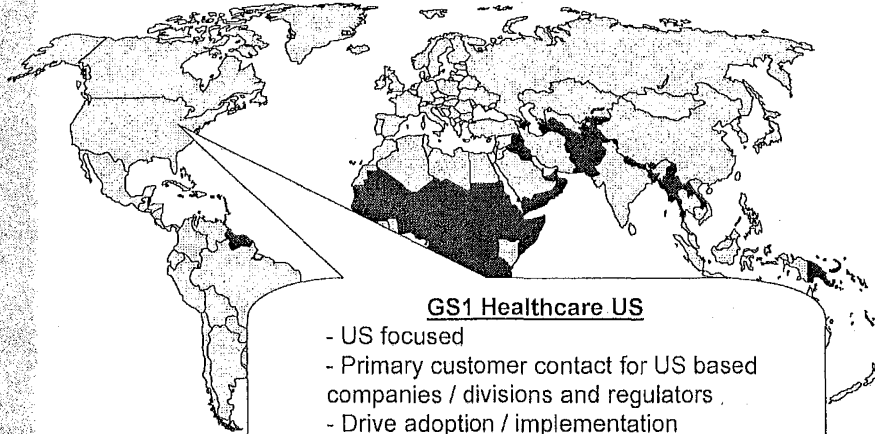 GS1 Healthcare US
- US focused
- Primary customer contact for US based
companies / divisions and regulators
- Drive adoption / implementation